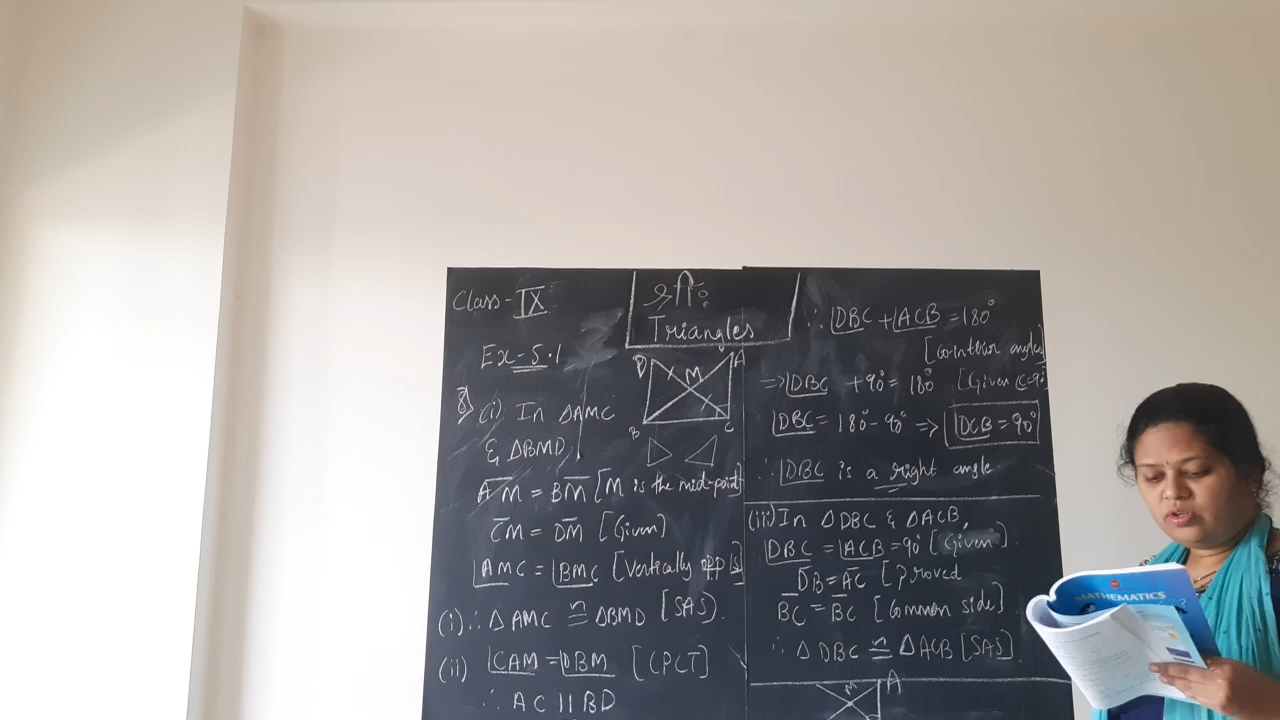 Class - IX
Triangles
Ex - 5.1
D
A
M
B
C
8) (i) In ΔAMC
& ΔBMD
AM = BM [M is the mid-point]
CM = DM [Given]
∠AMC = ∠BMC [Vertically opp ∠s]
(i) ∴ Δ AMC ≅ ΔBMD [SAS].
(ii) ∠CAM = ∠DBM [CPCT]
∴ AC || BD
∴ ∠DBC + ∠ACB = 180°
[co-interior angles]
=> ∠DBC + 90° = 180° [Given C=90°
∠DBC = 180° - 90° => ∠DCB = 90°
∴ ∠DBC is a right angle.
(iii) In ΔDBC & ΔACB,
∠DBC = ∠ACB = 90° [Given]
DB = AC [proved
BC = BC [Common side]
∴ Δ DBC ≅ ΔACB [SAS]
M
A
MATHEMATICS